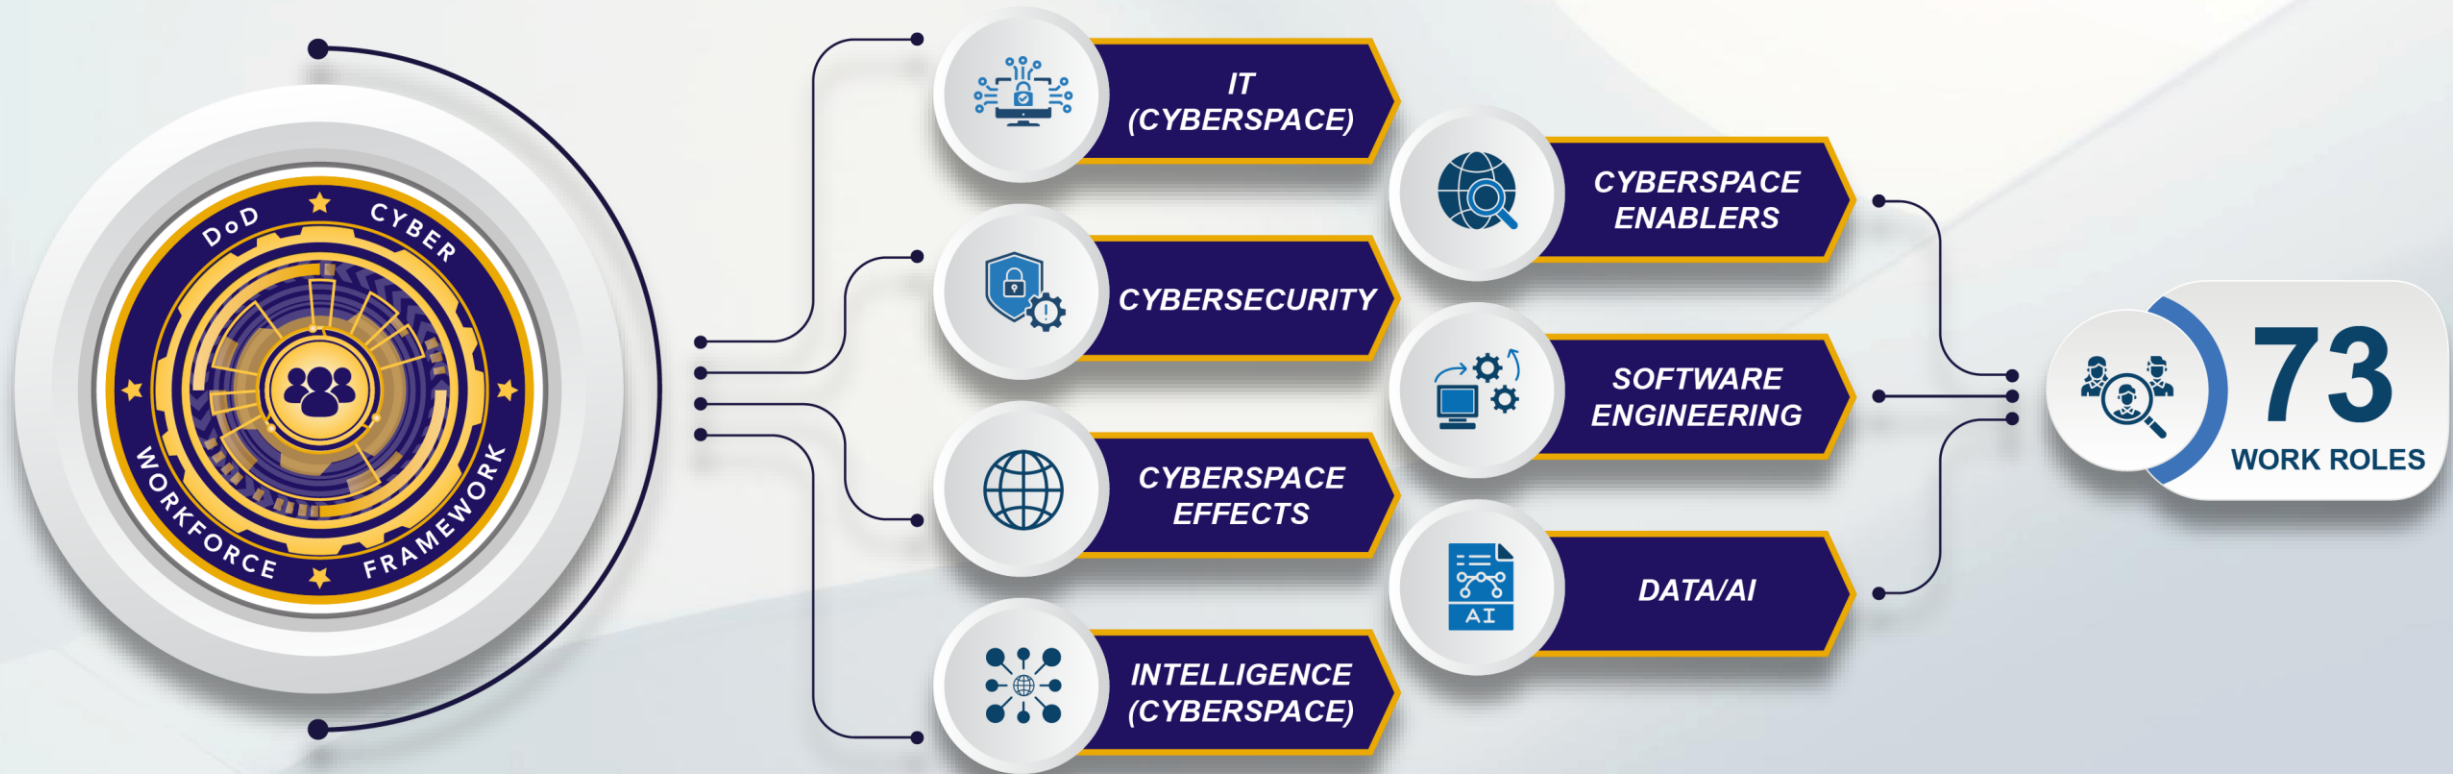 DoD CYBER
WORKFORCE FRAMEWORK
IT
(CYBERSPACE)
CYBERSECURITY
CYBERSPACE
EFFECTS
INTELLIGENCE
(CYBERSPACE)
CYBERSPACE
ENABLERS
SOFTWARE
ENGINEERING
DATA/AI
AI
73
WORK ROLES